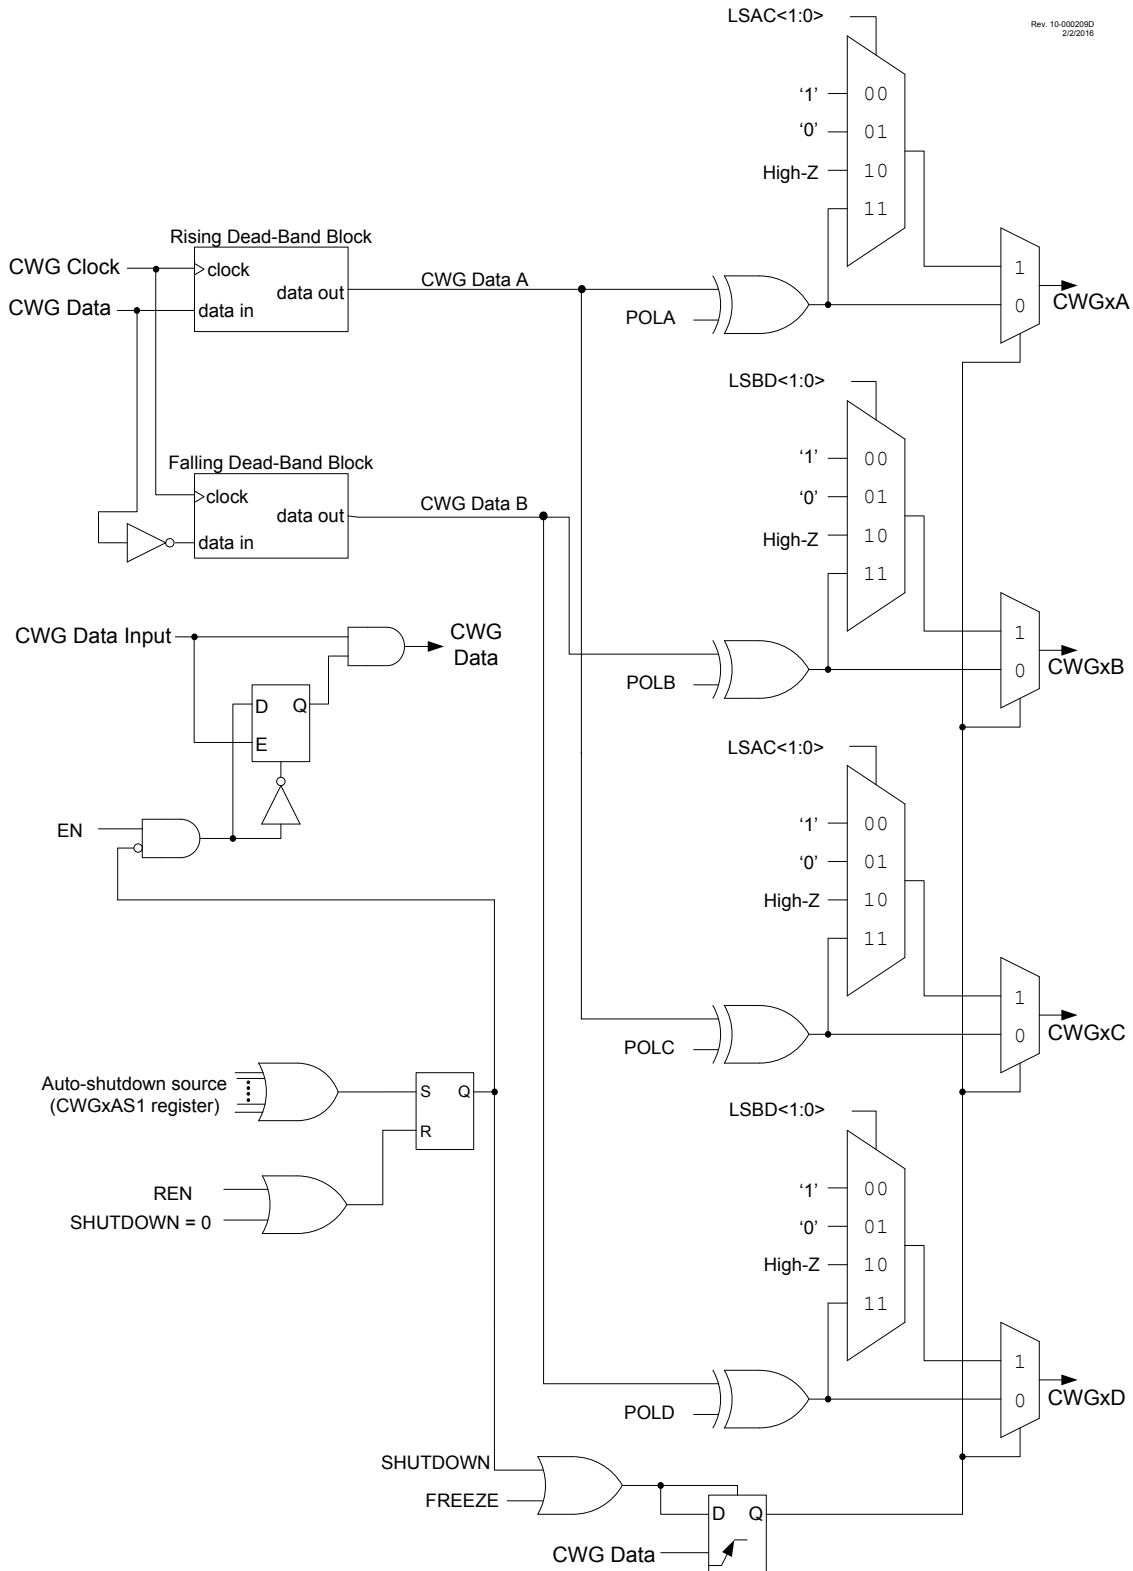 LSAC<1:0>
Rev. 10-000209D
2/2/2016
‘1’ 00
‘0’ 01
High-Z 10
11
Rising Dead-Band Block
CWG Clock
clock
CWG Data
data in
data out
CWG Data A
POLA
1
0
CWGxA
LSBD<1:0>
‘1’ 00
‘0’ 01
High-Z 10
11
Falling Dead-Band Block
clock
data out
data in
CWG Data B
POLB
1
0
CWGxB
CWG Data Input
CWG
Data
D Q
E
EN
LSAC<1:0>
‘1’ 00
‘0’ 01
High-Z 10
11
POLC
1
0
CWGxC
Auto-shutdown source
(CWGxAS1 register)
S Q
R
REN
SHUTDOWN = 0
LSBD<1:0>
‘1’ 00
‘0’ 01
High-Z 10
11
POLD
1
0
CWGxD
SHUTDOWN
FREEZE
D Q
CWG Data